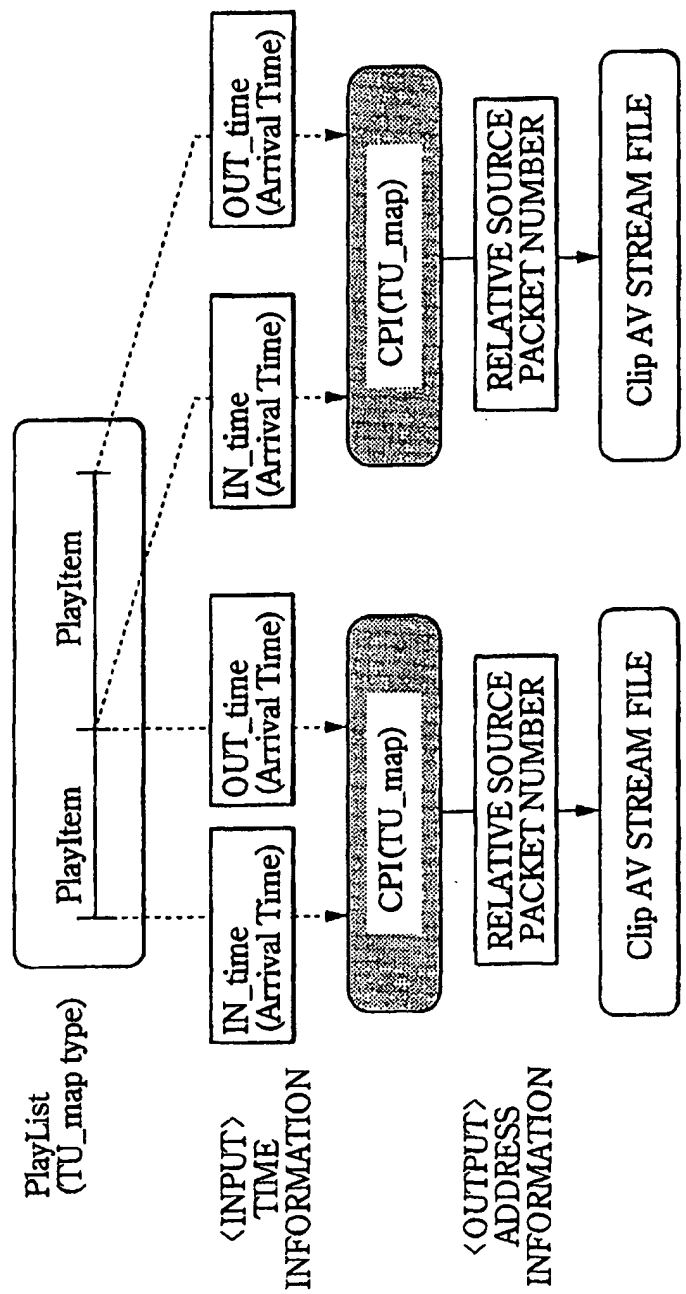 PlayList
(TU_map type)
PlayItem
PlayItem
<INPUT>
TIME
INFORMATION
IN_time
(Arrival Time)
OUT_time
(Arrival Time)
IN_time
(Arrival Time)
OUT_time
(Arrival Time)
CPI(TU_map)
CPI(TU_map)
<OUTPUT>
ADDRESS
INFORMATION
RELATIVE SOURCE
PACKET NUMBER
RELATIVE SOURCE
PACKET NUMBER
Clip AV STREAM FILE
Clip AV STREAM FILE